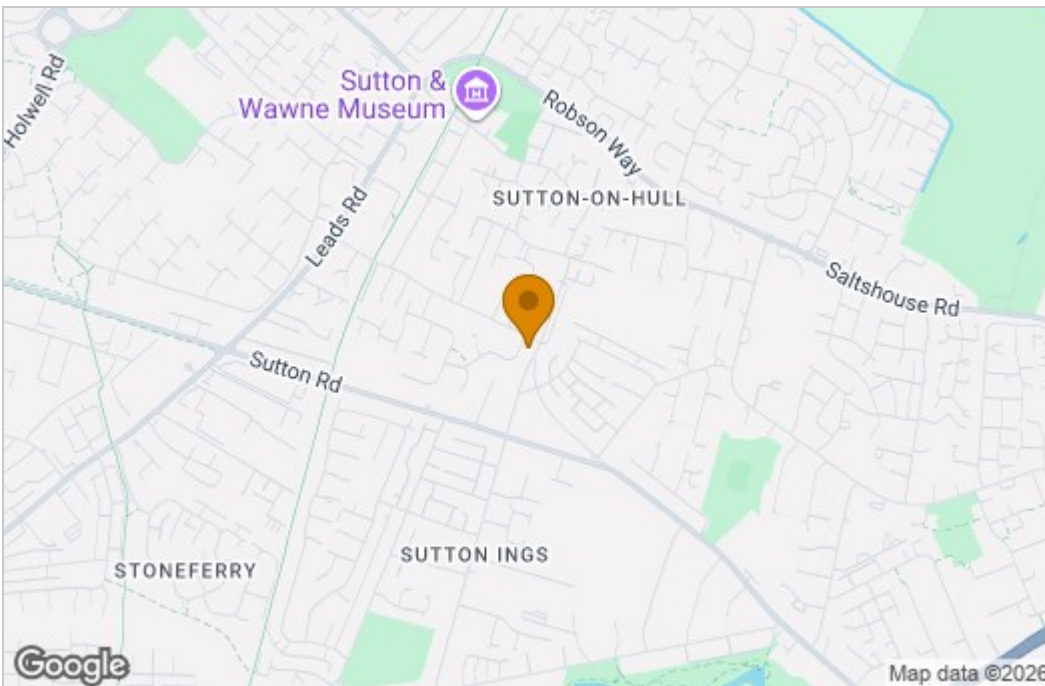 Holwell Rd
Sutton &
Wawne Museum
Robson Way
SUTTON-ON-HULL
Leads Rd
Saltshouse Rd
Sutton Rd
SUTTON INGS
STONEFERRY
Google
Map data ©2026